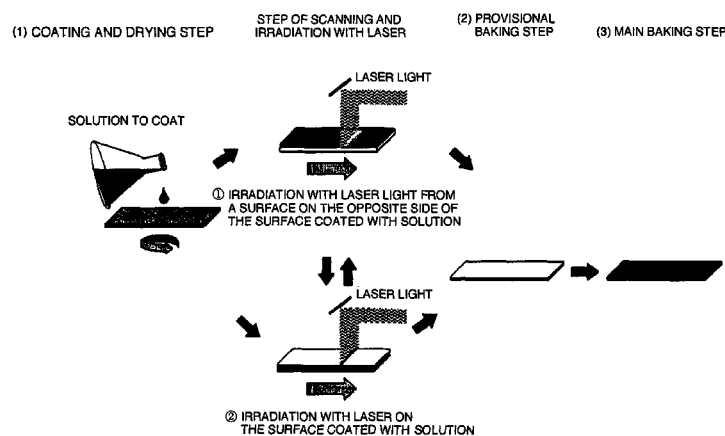 (1) COATING AND DRYING STEP
STEP OF SCANNING AND
IRRADIATION WITH LASER
(2) PROVISIONAL
BAKING STEP
(3) MAIN BAKING STEP
LASER LIGHT
SOLUTION TO COAT
① IRRADIATION WITH LASER LIGHT FROM
A SURFACE ON THE OPPOSITE SIDE OF
THE SURFACE COATED WITH SOLUTION
LASER LIGHT
② IRRADIATION WITH LASER ON
THE SURFACE COATED WITH SOLUTION